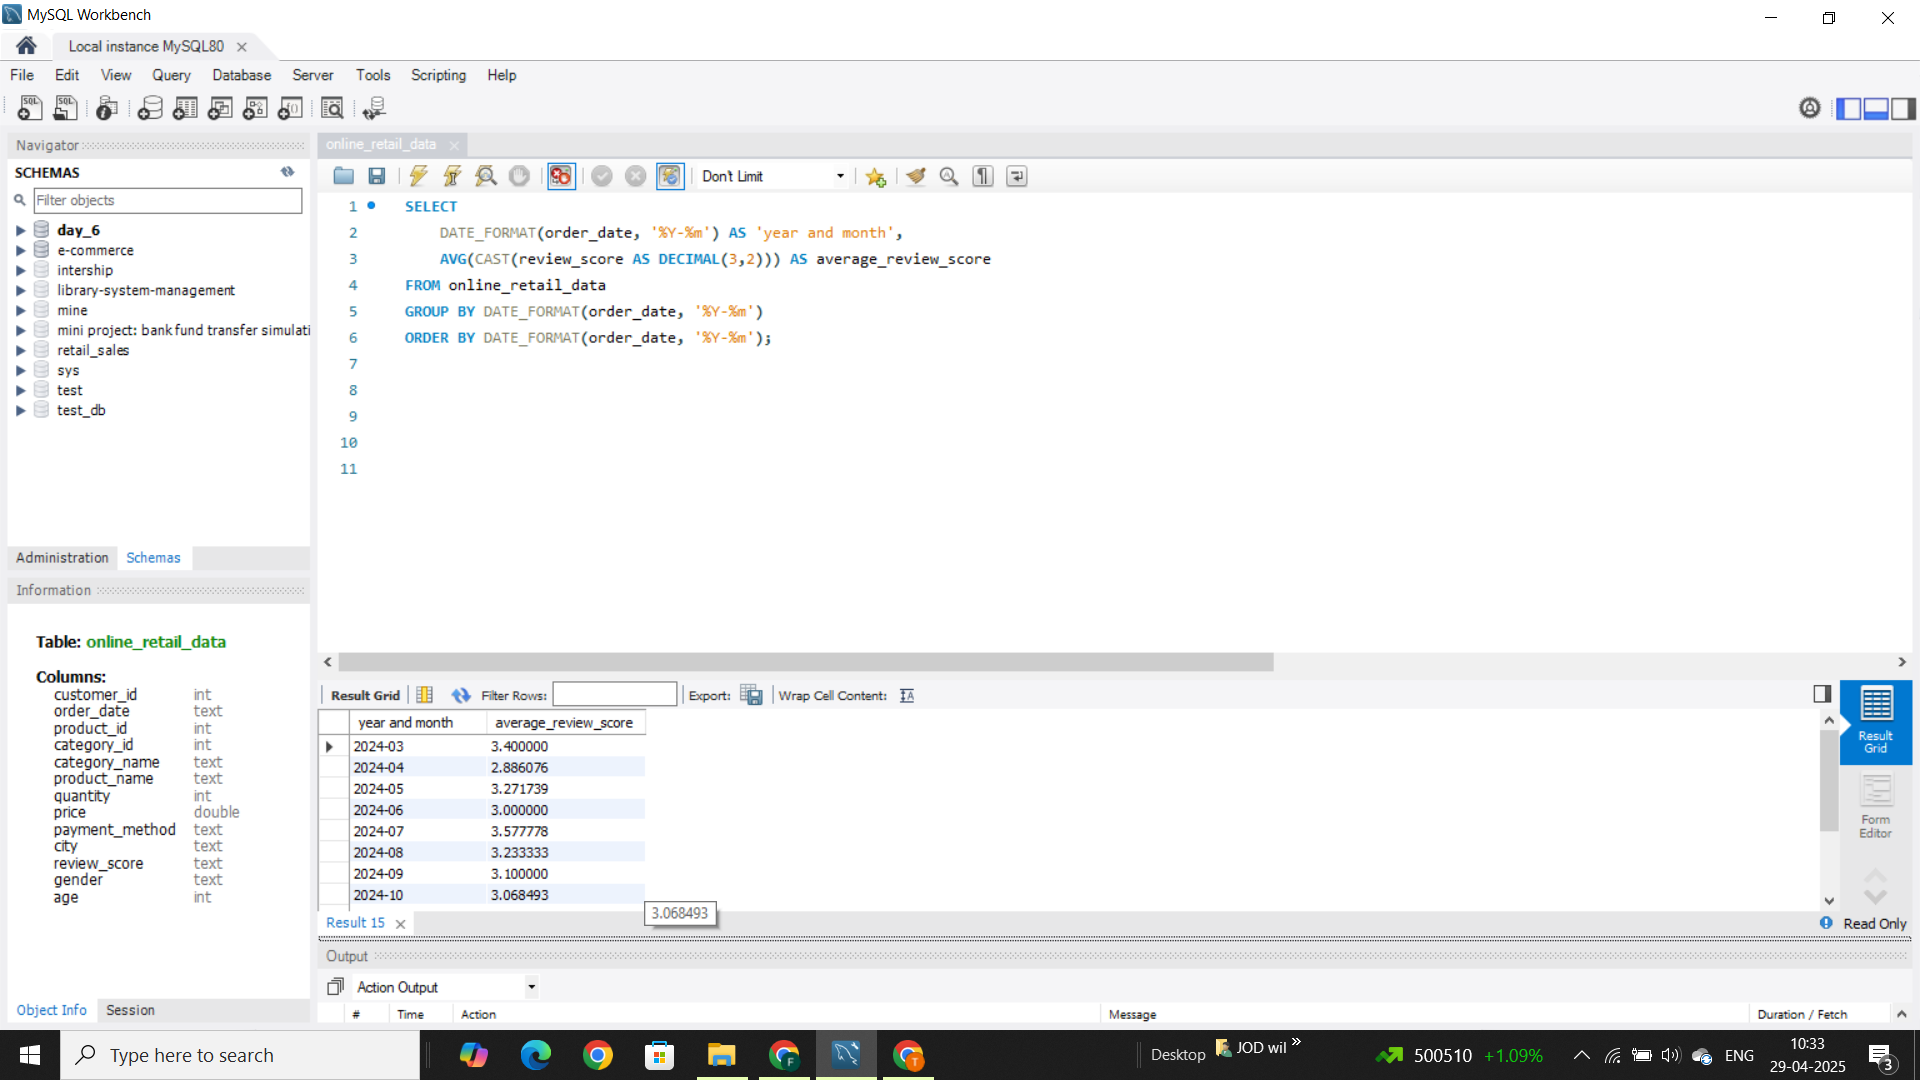 MySQL Workbench
Local instance MySQL80
File Edit View Query Database Server Tools Scripting Help
Navigator
SCHEMAS
Filter objects
day_6
e-commerce
intership
library-system-management
mine
mini project: bank fund transfer simulati
retail_sales
sys
test
test_db
Administration Schemas
Information
Table: online_retail_data
Columns:
customer_id int
order_date text
product_id int
category_id int
category_name text
product_name text
quantity int
price double
payment_method text
city text
review_score text
gender text
age int
Object Info Session
online_retail_data
Don't Limit
1 SELECT
2 DATE_FORMAT(order_date, '%Y-%m') AS 'year and month',
3 AVG(CAST(review_score AS DECIMAL(3,2))) AS average_review_score
4 FROM online_retail_data
5 GROUP BY DATE_FORMAT(order_date, '%Y-%m')
6 ORDER BY DATE_FORMAT(order_date, '%Y-%m');
7
8
9
10
11
Result Grid Filter Rows: Export: Wrap Cell Content:
year and month average_review_score
2024-03 3.400000
2024-04 2.886076
2024-05 3.271739
2024-06 3.000000
2024-07 3.577778
2024-08 3.233333
2024-09 3.100000
2024-10 3.068493
3.068493
Result Grid
Form Editor
Result 15
Read Only
Output
Action Output
# Time Action Message Duration / Fetch
Type here to search
Desktop
JOD wil
500510 +1.09%
ENG
10:33
29-04-2025
3